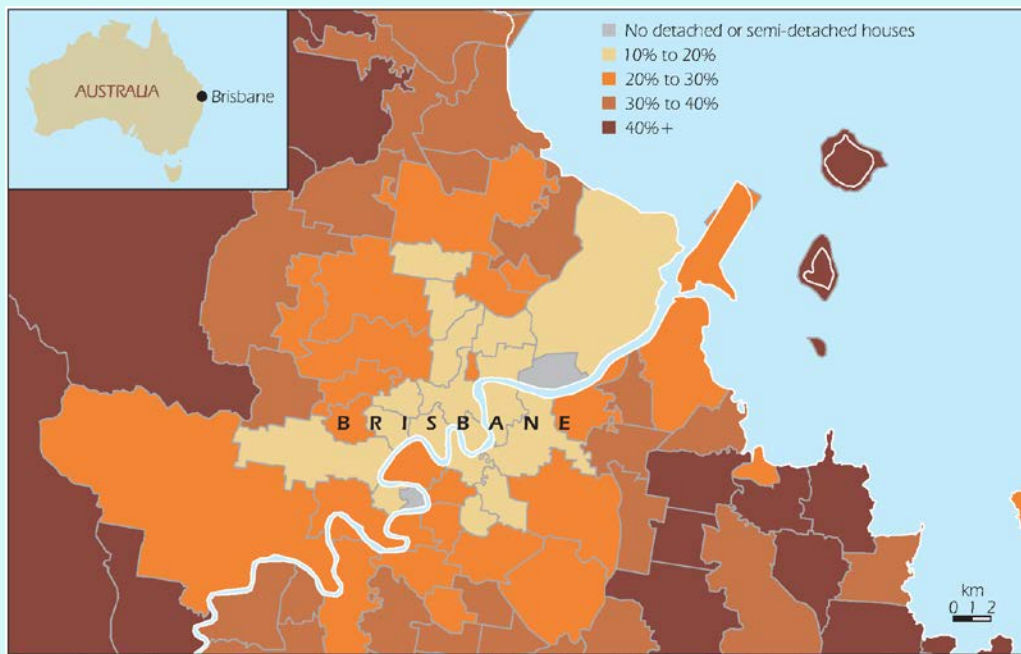 AUSTRALIA
Brisbane
No detached or semi-detached houses
10% to 20%
20% to 30%
30% to 40%
40%+
BRISBANE
km
0 1 2